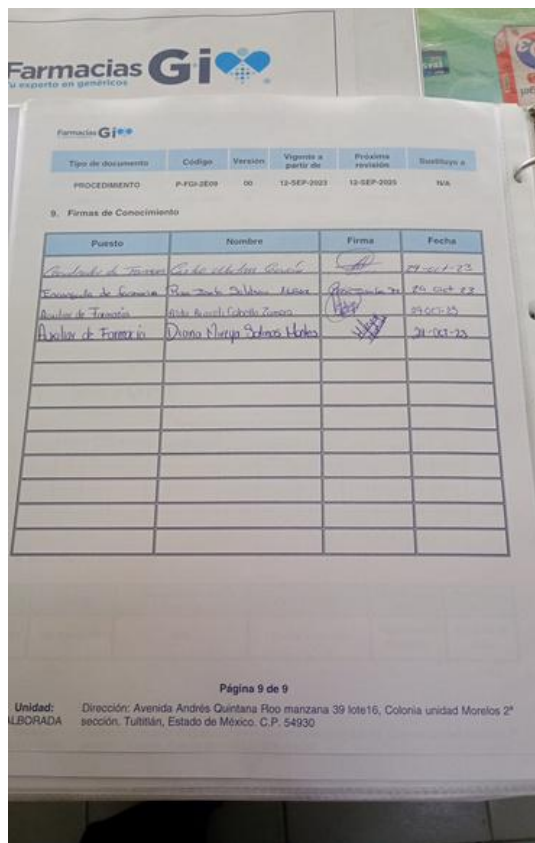 Farmacias Gi
u experto en genéricos
Farmacias Gi
Tipo de documento Código Versión Vigente a partir de Próxima revisión Sustituye a
PROCEDIMIENTO P-FGI-2E09 00 12-SEP-2023 12-SEP-2025 N/A
9. Firmas de Conocimiento
Puesto Nombre Firma Fecha
29-oct-23
Encargada de farmacia 29 oct 23
Auxiliar de Farmacia 29 OCT-23
Auxiliar de Farmacia Diana Mireya Salinas 29-OCT-23
Página 9 de 9
Unidad: Dirección: Avenida Andrés Quintana Roo manzana 39 lote16, Colonia unidad Morelos 2ª
ALBORADA sección. Tultitlán, Estado de México. C.P. 54930